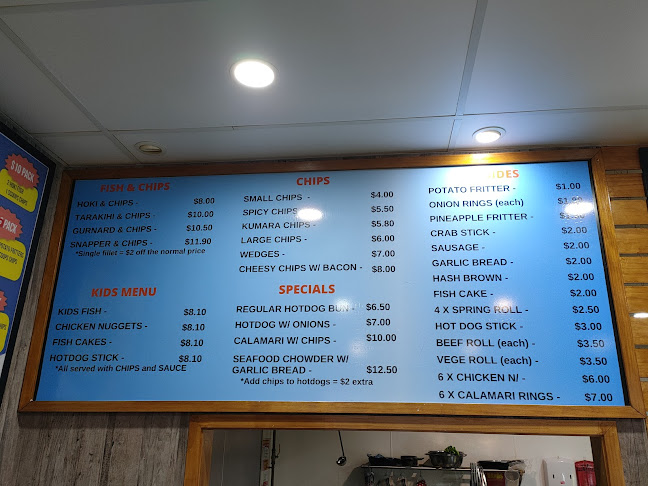 $10 PACK
PACK
FISH & CHIPS
HOKI & CHIPS - $8.00
TARAKIHI & CHIPS - $10.00
GURNARD & CHIPS - $10.50
SNAPPER & CHIPS - $11.90
*Single fillet = $2 off the normal price
KIDS MENU
KIDS FISH - $8.10
CHICKEN NUGGETS - $8.10
FISH CAKES - $8.10
HOTDOG STICK - $8.10
*All served with CHIPS and SAUCE
CHIPS
SMALL CHIPS - $4.00
SPICY CHIPS $5.50
KUMARA CHIPS - $5.80
LARGE CHIPS - $6.00
WEDGES - $7.00
CHEESY CHIPS W/ BACON - $8.00
SPECIALS
REGULAR HOTDOG BUN - $6.50
HOTDOG W/ ONIONS - $7.00
CALAMARI W/ CHIPS - $10.00
SEAFOOD CHOWDER W/
GARLIC BREAD - $12.50
*Add chips to hotdogs = $2 extra
IDES
POTATO FRITTER - $1.00
ONION RINGS (each)
PINEAPPLE FRITTER -
CRAB STICK - $2.00
SAUSAGE - $2.00
GARLIC BREAD - $2.00
HASH BROWN - $2.00
FISH CAKE - $2.00
4 X SPRING ROLL - $2.50
HOT DOG STICK - $3.00
BEEF ROLL (each) - $3.50
VEGE ROLL (each) - $3.50
6 X CHICKEN N/ - $6.00
6 X CALAMARI RINGS - $7.00